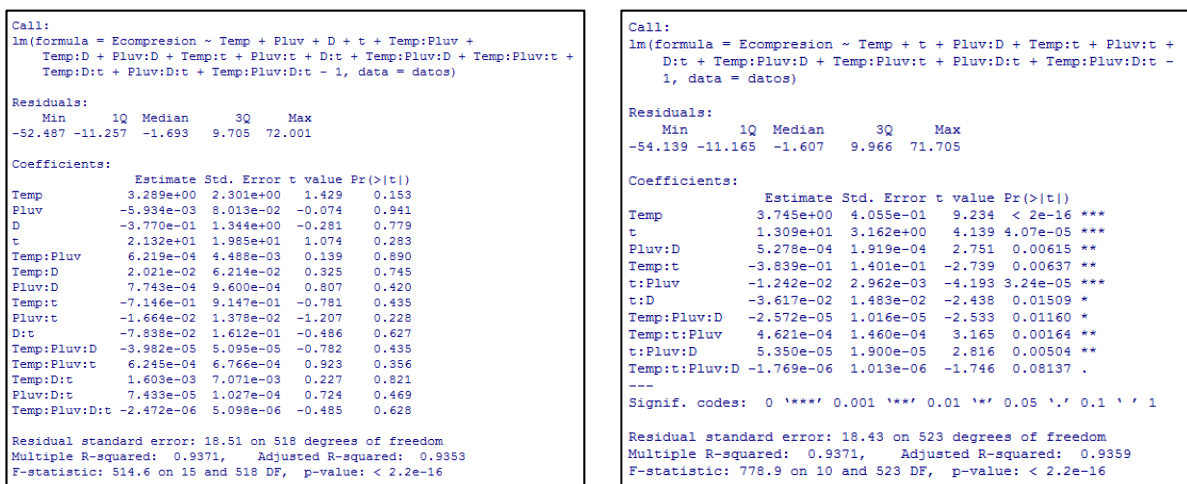 Call:
lm(formula = Ecompresion ~ Temp + Pluv + D + t + Temp:Pluv +
Temp:D + Pluv:D + Temp:t + Pluv:t + D:t + Temp:Pluv:D + Temp:Pluv:t +
Temp:D:t + Pluv:D:t + Temp:Pluv:D:t - 1, data = datos)
Residuals:
Min 1Q Median 3Q Max
-52.487 -11.257 -1.693 9.705 72.001
Coefficients:
Estimate Std. Error t value Pr(>|t|)
Temp 3.289e+00 2.301e+00 1.429 0.153
Pluv -5.934e-03 8.013e-02 -0.074 0.941
D -3.770e-01 1.344e+00 -0.281 0.779
t 2.132e+01 1.985e+01 1.074 0.283
Temp:Pluv 6.219e-04 4.488e-03 0.139 0.890
Temp:D 2.021e-02 6.214e-02 0.325 0.745
Pluv:D 7.743e-04 9.600e-04 0.807 0.420
Temp:t -7.146e-01 9.147e-01 -0.781 0.435
Pluv:t -1.664e-02 1.378e-02 -1.207 0.228
D:t -7.838e-02 1.612e-01 -0.486 0.627
Temp:Pluv:D -3.982e-05 5.095e-05 -0.782 0.435
Temp:Pluv:t 6.245e-04 6.766e-04 0.923 0.356
Temp:D:t 1.603e-03 7.071e-03 0.227 0.821
Pluv:D:t 7.433e-05 1.027e-04 0.724 0.469
Temp:Pluv:D:t -2.472e-06 5.098e-06 -0.485 0.628
Residual standard error: 18.51 on 518 degrees of freedom
Multiple R-squared: 0.9371, Adjusted R-squared: 0.9353
F-statistic: 514.6 on 15 and 518 DF, p-value: < 2.2e-16
Call:
lm(formula = Ecompresion ~ Temp + t + Pluv:D + Temp:t + Pluv:t +
D:t + Temp:Pluv:D + Temp:Pluv:t + Pluv:D:t + Temp:Pluv:D:t -
1, data = datos)
Residuals:
Min 1Q Median 3Q Max
-54.139 -11.165 -1.607 9.966 71.705
Coefficients:
Estimate Std. Error t value Pr(>|t|)
Temp 3.745e+00 4.055e-01 9.234 < 2e-16 ***
t 1.309e+01 3.162e+00 4.139 4.07e-05 ***
Pluv:D 5.278e-04 1.919e-04 2.751 0.00615 **
Temp:t -3.839e-01 1.401e-01 -2.739 0.00637 **
t:Pluv -1.242e-02 2.962e-03 -4.193 3.24e-05 ***
t:D -3.617e-02 1.483e-02 -2.438 0.01509 *
Temp:Pluv:D -2.572e-05 1.016e-05 -2.533 0.01160 *
Temp:t:Pluv 4.621e-04 1.460e-04 3.165 0.00164 **
t:Pluv:D 5.350e-05 1.900e-05 2.816 0.00504 **
Temp:t:Pluv:D -1.769e-06 1.013e-06 -1.746 0.08137 .
---
Signif. codes: 0 '***' 0.001 '**' 0.01 '*' 0.05 '.' 0.1 ' ' 1
Residual standard error: 18.43 on 523 degrees of freedom
Multiple R-squared: 0.9371, Adjusted R-squared: 0.9359
F-statistic: 778.9 on 10 and 523 DF, p-value: < 2.2e-16